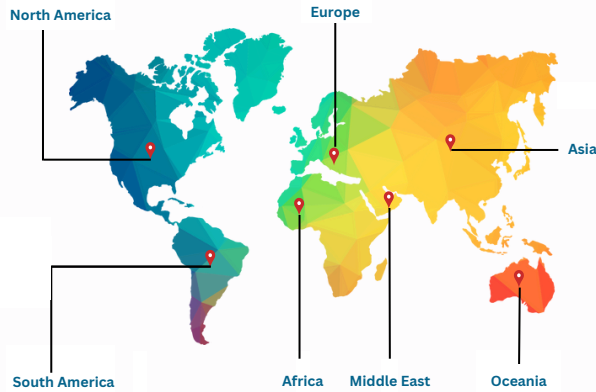 North America
Europe
Asia
South America
Africa
Middle East
Oceania